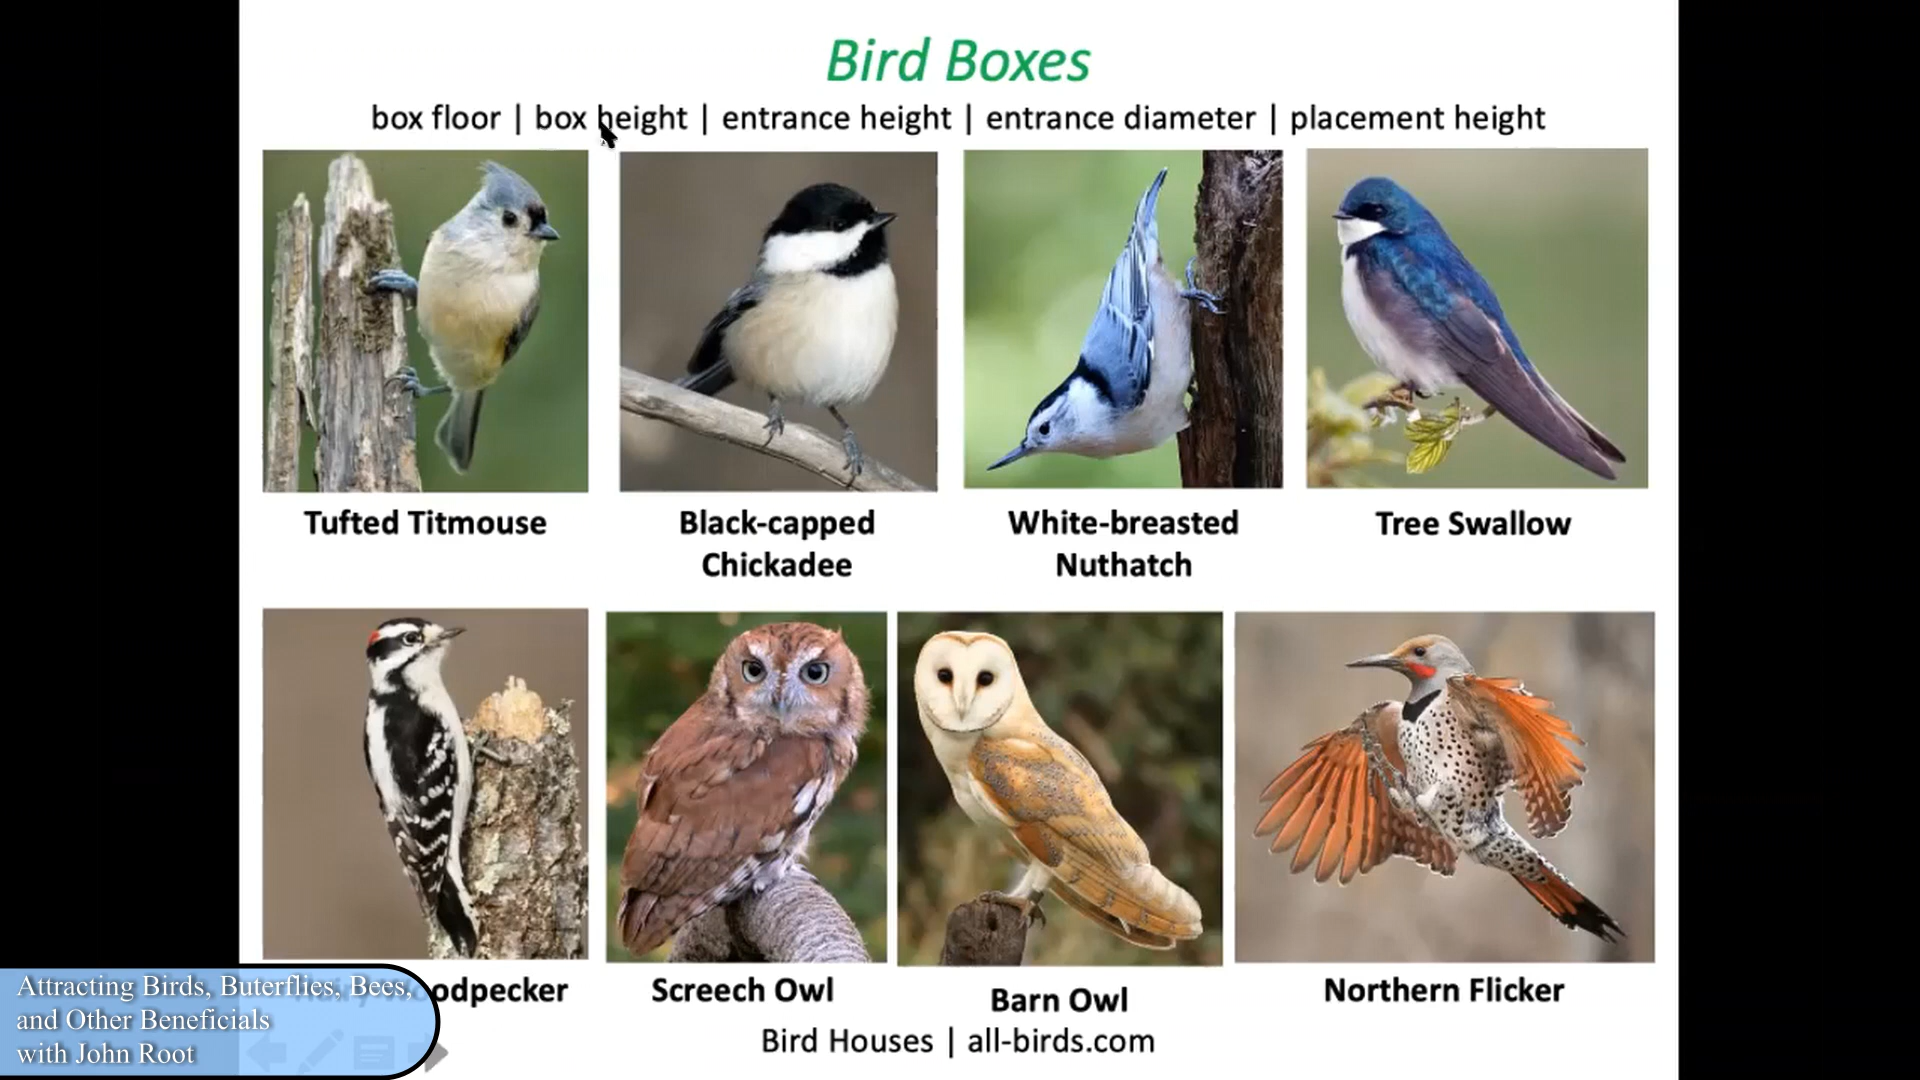 Bird Boxes
box floor | box height | entrance height | entrance diameter | placement height
Tufted Titmouse
Black-capped
Chickadee
White-breasted
Nuthatch
Tree Swallow
odpecker
Screech Owl
Barn Owl
Northern Flicker
Bird Houses | all-birds.com
Attracting Birds, Buterflies, Bees,
and Other Beneficials
with John Root